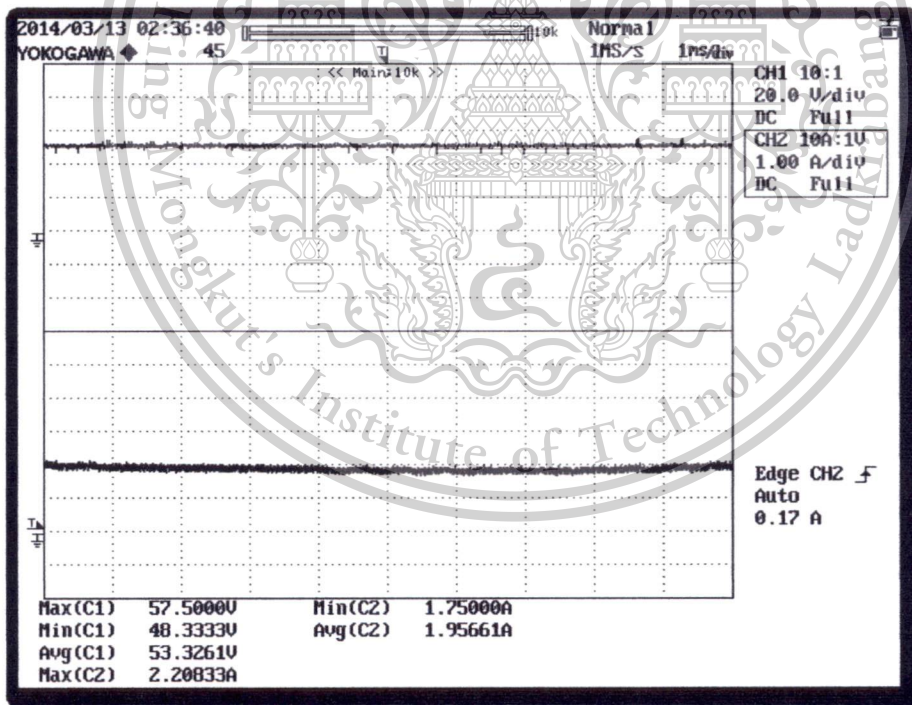 2014/03/13 02:36:40
Normal
YOKOGAWA ◆ 45
1MS/s 1ms/div
<< Main:10k >>
CH1 10:1
20.0 V/div
DC Full
CH2 10A:1V
1.00 A/div
DC Full
Edge CH2
Auto
0.17 A
Max(C1) 57.5000V Min(C2) 1.75000A
Min(C1) 48.3333V Avg(C2) 1.95661A
Avg(C1) 53.3261V
Max(C2) 2.20833A
Mongkut's Institute of Technology Ladkrabang